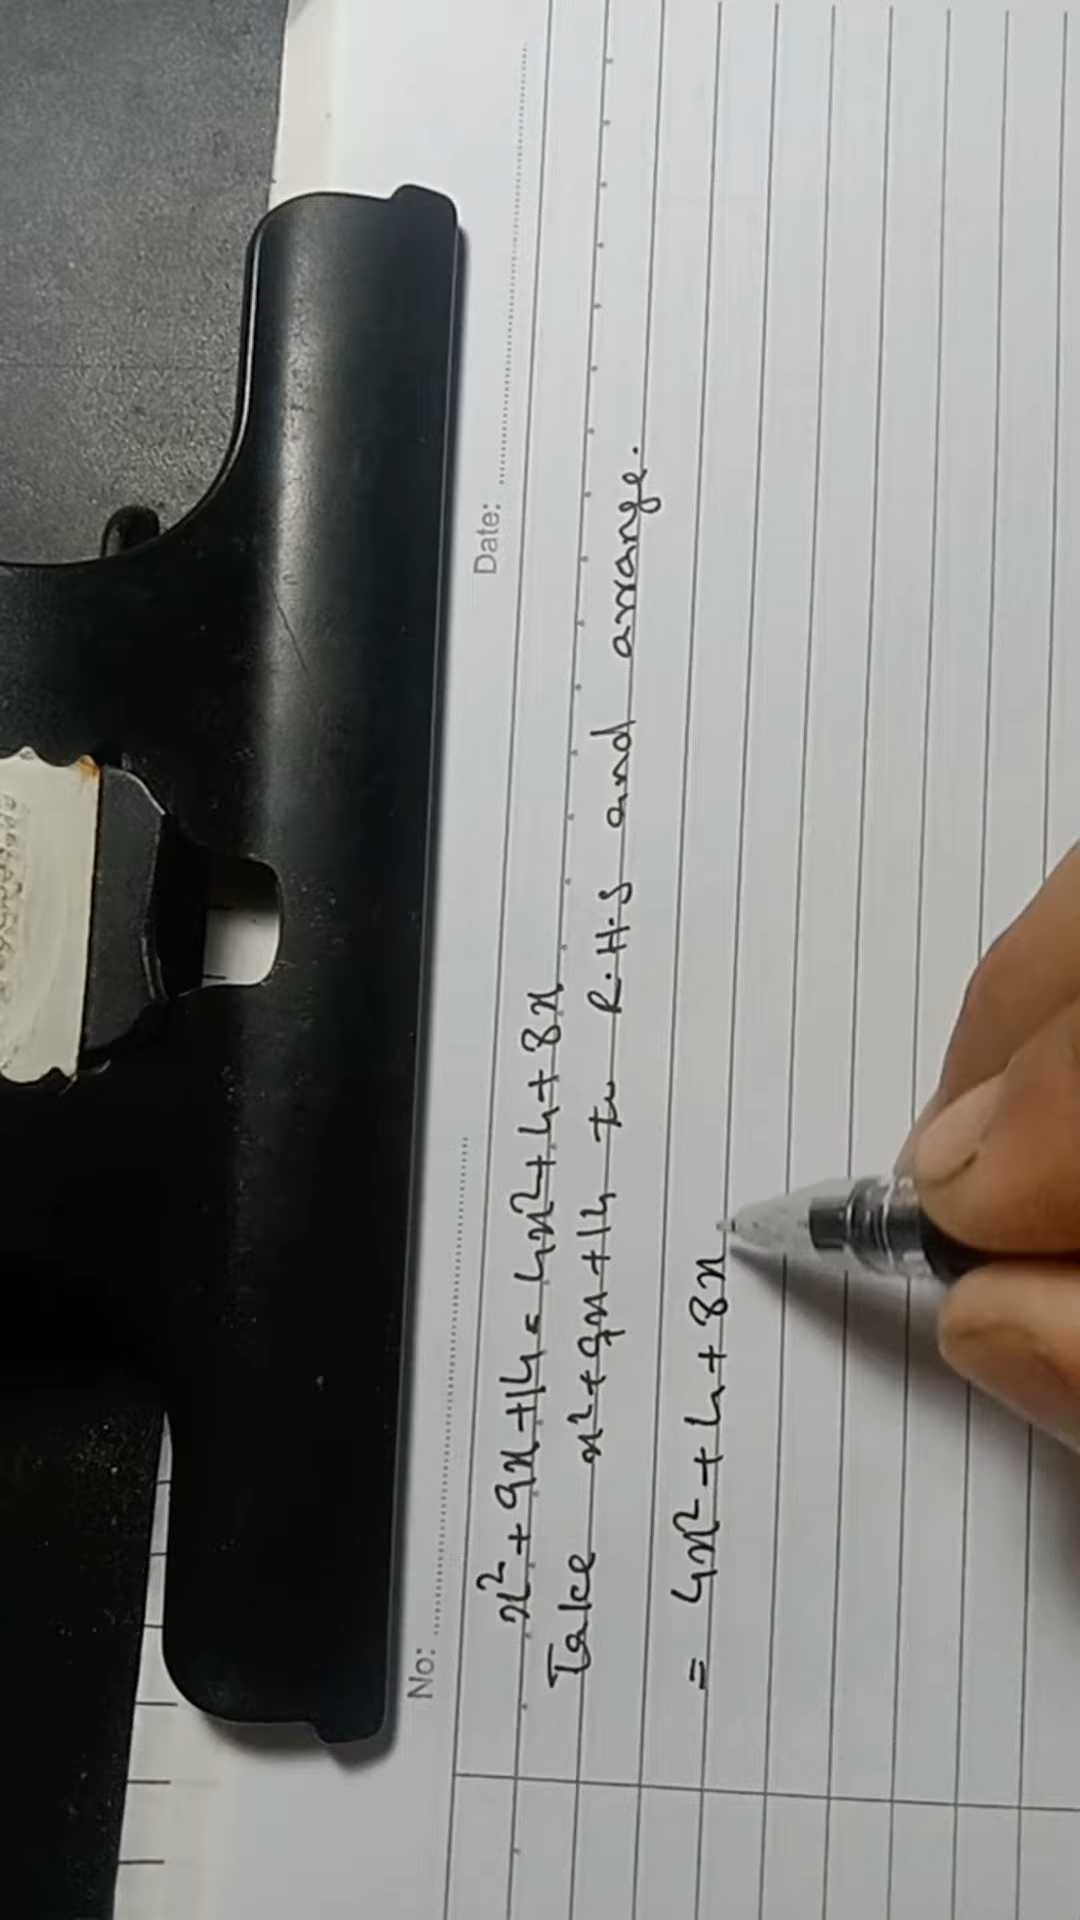 No:
Date:
x² + 9x + 14 = 4x² + 4 + 8x
Take x² + 9x + 14 to R.H.S and arrange.
= 4x² + 4 + 8x